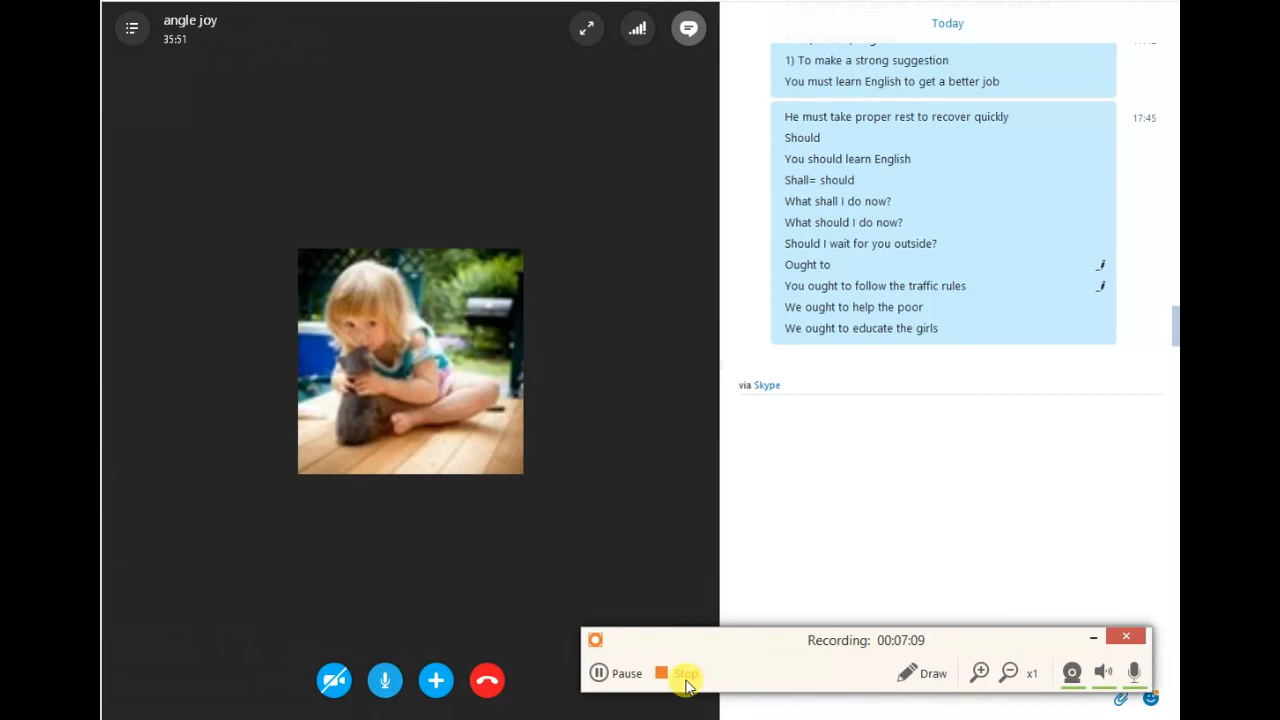 angle joy
35:51
Today
1) To make a strong suggestion
You must learn English to get a better job
He must take proper rest to recover quickly
17:45
Should
You should learn English
Shall= should
What shall I do now?
What should I do now?
Should I wait for you outside?
Ought to
You ought to follow the traffic rules
We ought to help the poor
We ought to educate the girls
via Skype
Recording: 00:07:09
Pause
Stop
Draw
x1